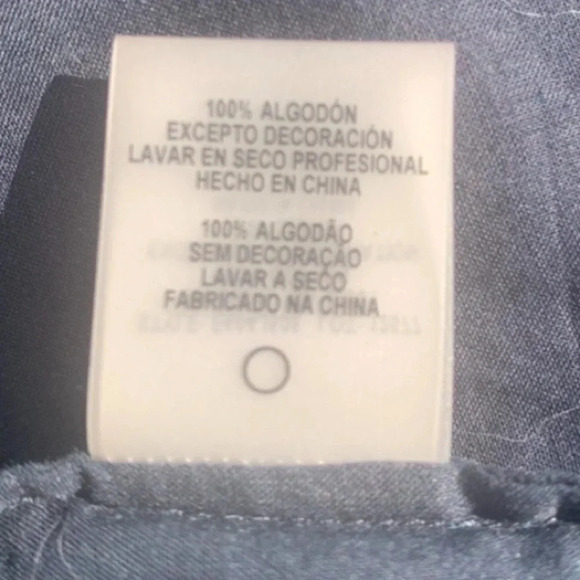 100% ALGODÓN
EXCEPTO DECORACIÓN
LAVAR EN SECO PROFESIONAL
HECHO EN CHINA
100% ALGODÃO
SEM DECORAÇÃO
LAVAR A SECO
FABRICADO NA CHINA